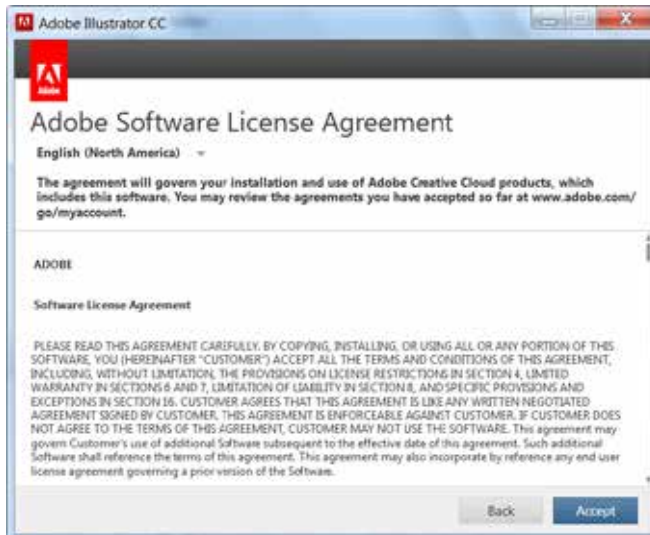 Adobe Illustrator CC
Adobe
Adobe Software License Agreement
English (North America)
The agreement will govern your installation and use of Adobe Creative Cloud products, which
includes this software. You may review the agreements you have accepted so far at www.adobe.com/
go/myaccount.
ADOBE
Software License Agreement
PLEASE READ THIS AGREEMENT CAREFULLY. BY COPYING, INSTALLING, OR USING ALL OR ANY PORTION OF THIS
SOFTWARE, YOU (HEREINAFTER "CUSTOMER") ACCEPT ALL THE TERMS AND CONDITIONS OF THIS AGREEMENT,
INCLUDING, WITHOUT LIMITATION, THE PROVISIONS ON LICENSE RESTRICTIONS IN SECTION 4, LIMITED
WARRANTY IN SECTIONS 6 AND 7, LIMITATION OF LIABILITY IN SECTION 8, AND SPECIFIC PROVISIONS AND
EXCEPTIONS IN SECTION 16. CUSTOMER AGREES THAT THIS AGREEMENT IS LIKE ANY WRITTEN NEGOTIATED
AGREEMENT SIGNED BY CUSTOMER. THIS AGREEMENT IS ENFORCEABLE AGAINST CUSTOMER. IF CUSTOMER DOES
NOT AGREE TO THE TERMS OF THIS AGREEMENT, CUSTOMER MAY NOT USE THE SOFTWARE. This agreement may
govern Customer's use of additional Software subsequent to the effective date of this agreement. Such additional
Software shall reference the terms of this agreement. This agreement may also incorporate by reference any end user
license agreement governing a prior version of the Software.
Back
Accept